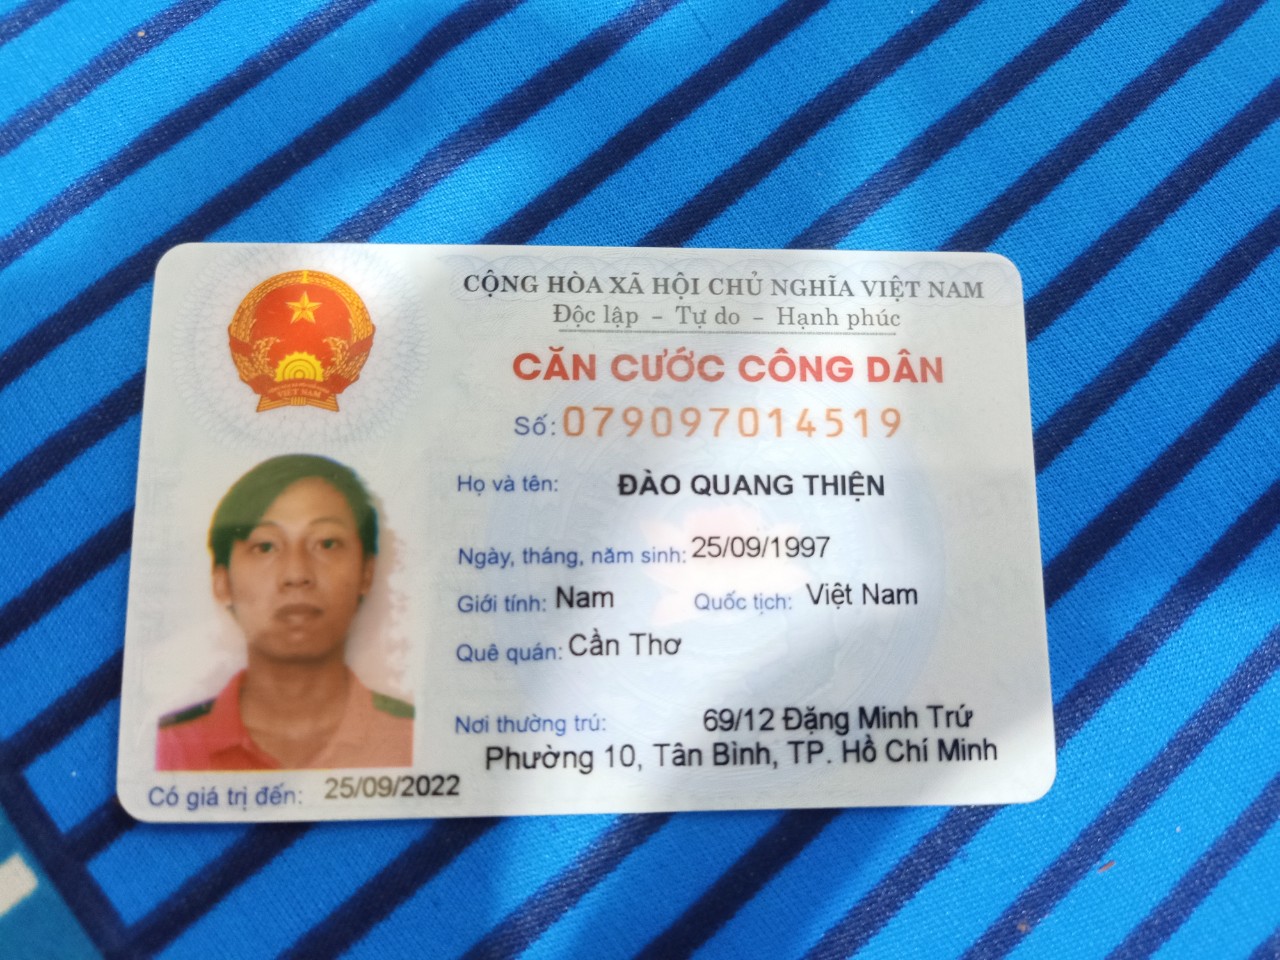 CỘNG HÒA XÃ HỘI CHỦ NGHĨA VIỆT NAM
Độc lập - Tự do - Hạnh phúc
CĂN CƯỚC CÔNG DÂN
Số: 079097014519
Họ và tên: ĐÀO QUANG THIỆN
Ngày, tháng, năm sinh: 25/09/1997
Giới tính: Nam Quốc tịch: Việt Nam
Quê quán: Cần Thơ
Nơi thường trú: 69/12 Đặng Minh Trứ
Phường 10, Tân Bình, TP. Hồ Chí Minh
Có giá trị đến: 25/09/2022
VIỆT NAM